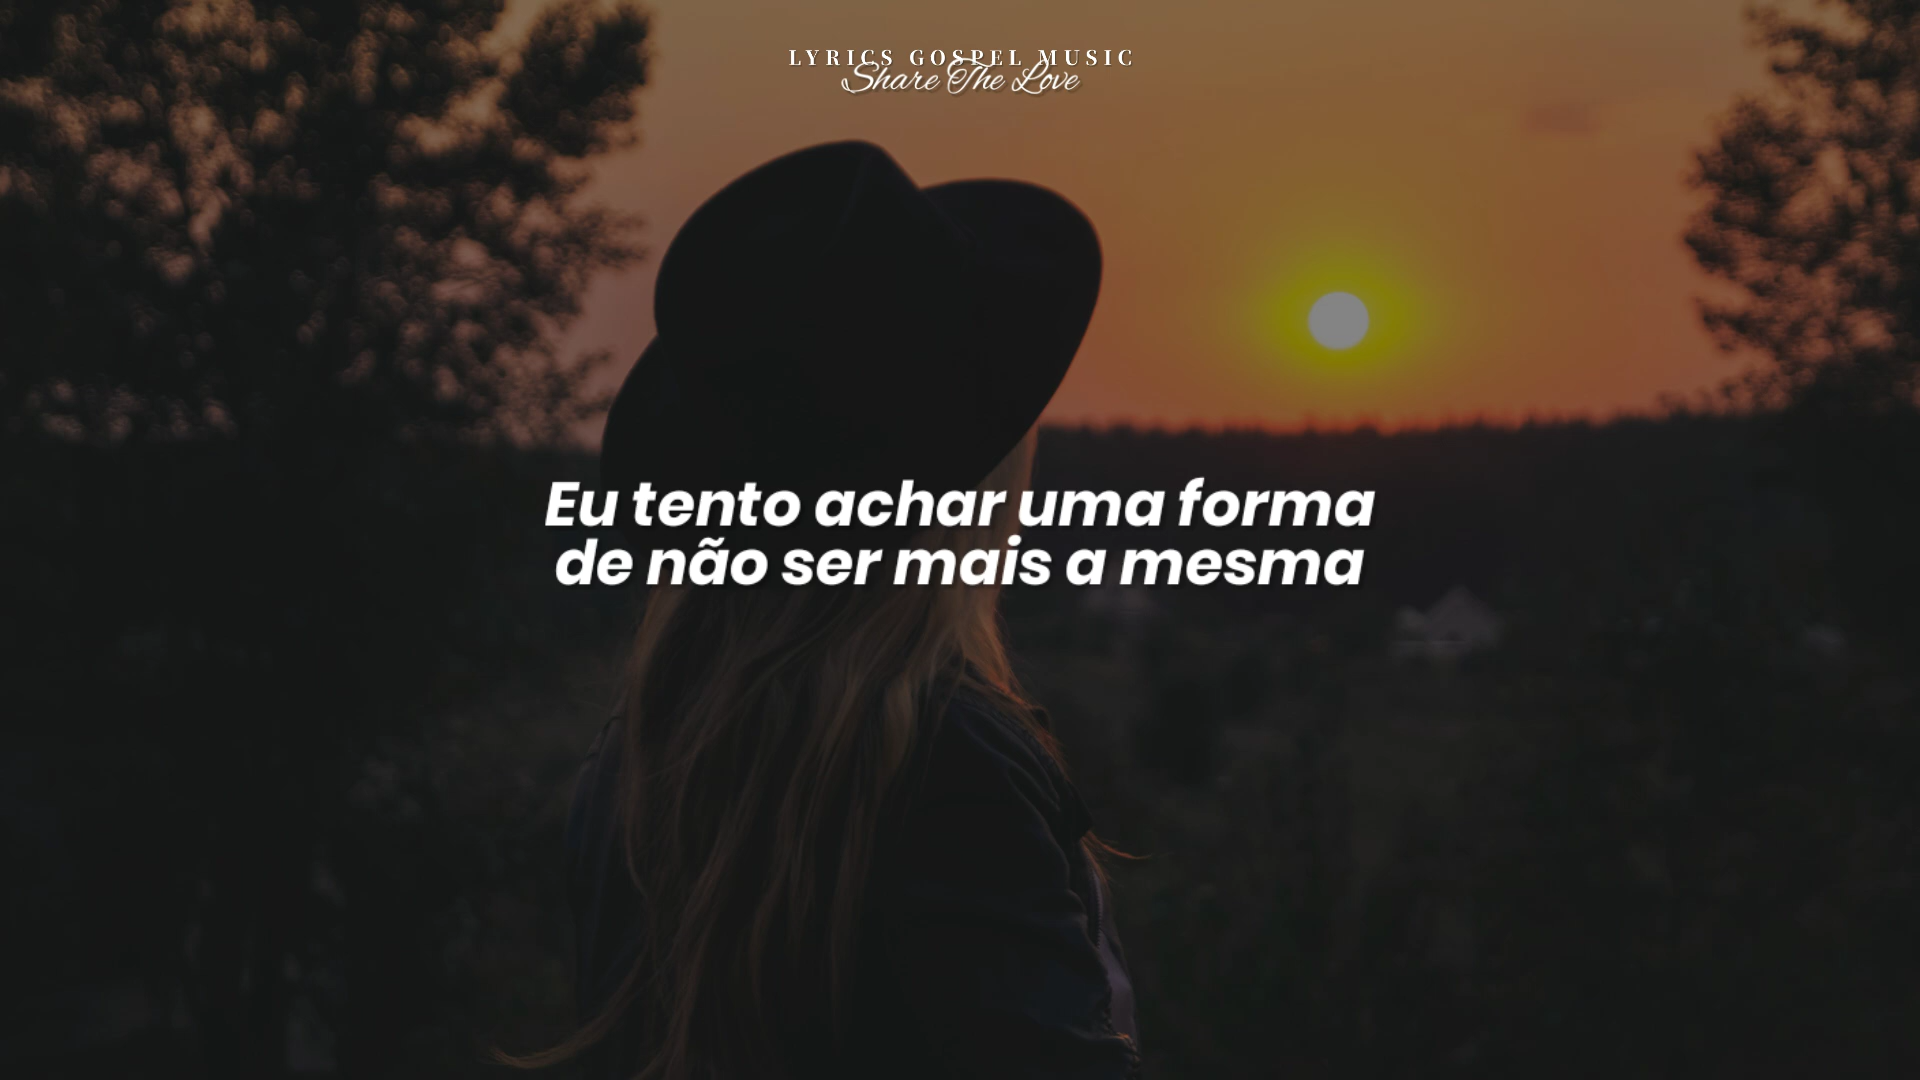 LYRICS GOSPEL MUSIC
Share The Love
Eu tento achar uma forma
de não ser mais a mesma